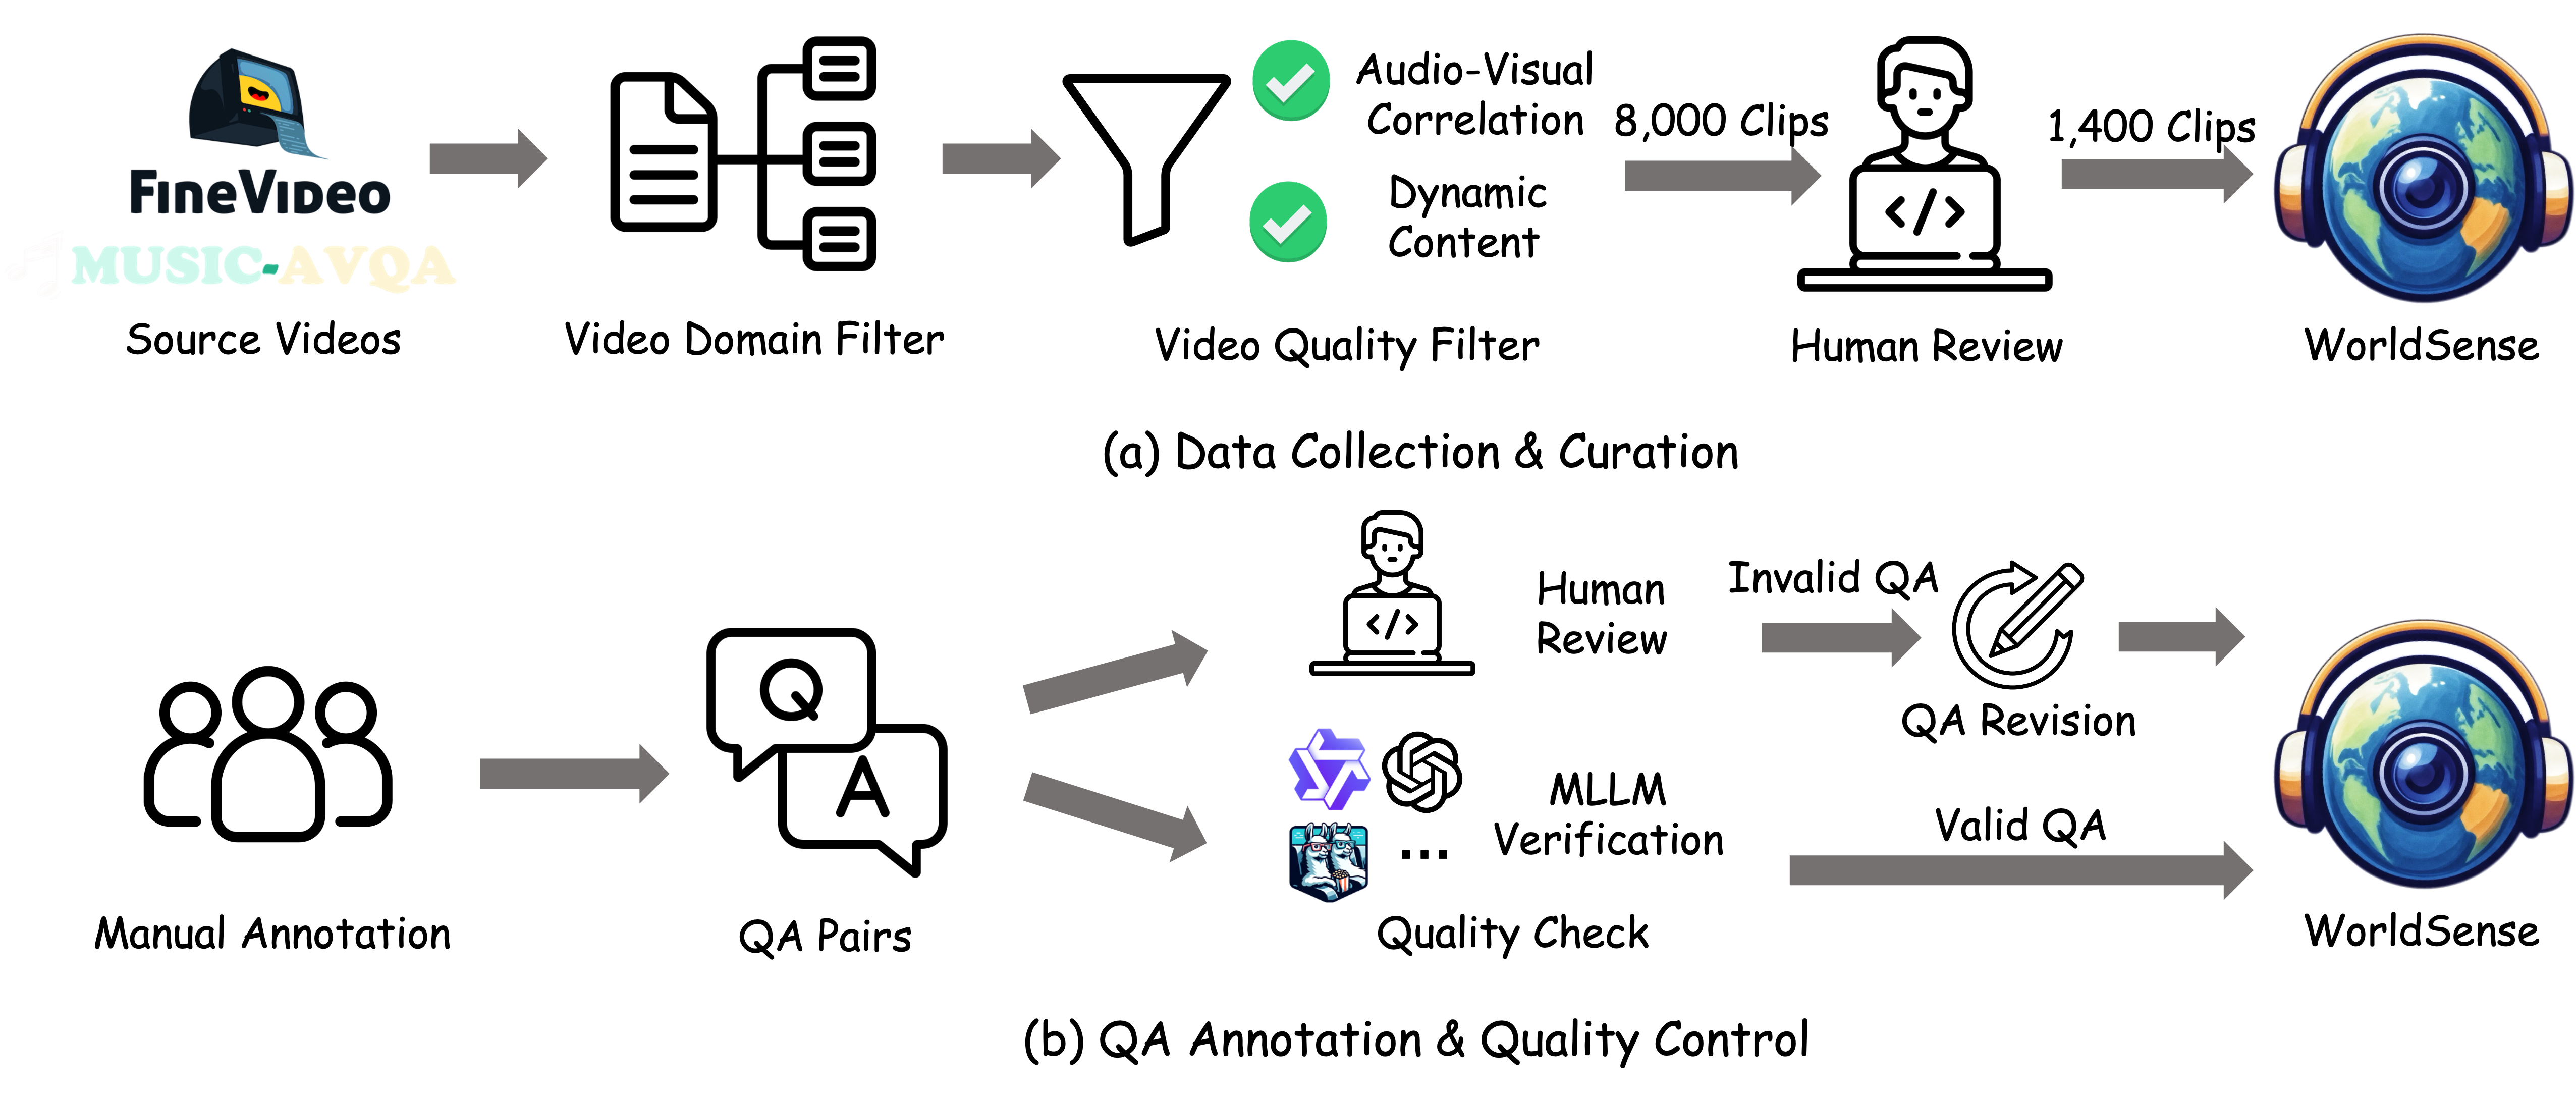 FINEVIDEO
MUSIC-AVQA
Source Videos
Video Domain Filter
Audio-Visual
Correlation
Dynamic
Content
Video Quality Filter
8,000 Clips
</>
Human Review
1,400 Clips
WorldSense
(a) Data Collection & Curation
Manual Annotation
Q
A
QA Pairs
</>
Human
Review
MLLM
Verification
...
Quality Check
Invalid QA
QA Revision
Valid QA
WorldSense
(b) QA Annotation & Quality Control